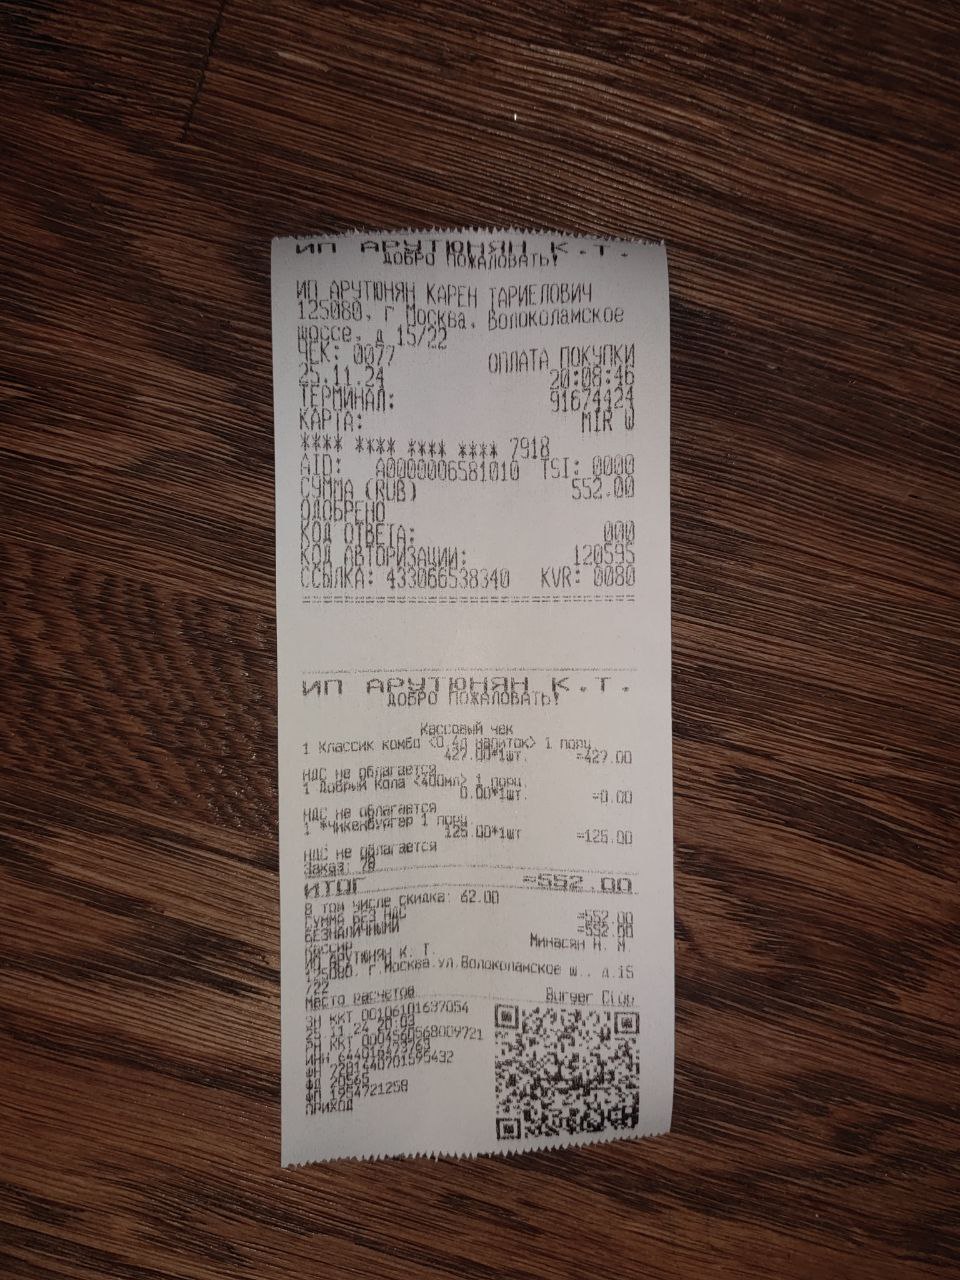 ИП АРУТЮНЯН К.Т.
ДОБРО ПОЖАЛОВАТЬ!
ИП АРУТЮНЯН КАРЕН ТАРИЕЛОВИЧ
125080, г Москва, Волоколамское
шоссе, д 15/22
ЧЕК: 0077 ОПЛАТА ПОКУПКИ
25.11.24 20:08:46
ТЕРМИНАЛ: 91674424
КАРТА: MIR W
**** **** **** **** 7918
AID: A0000006581010 TSI: 0000
СУММА (RUB) 552.00
ОДОБРЕНО
КОД ОТВЕТА: 000
КОД АВТОРИЗАЦИИ: 120595
ССЫЛКА: 433066538340 KVR: 0080
ИП АРУТЮНЯН К.Т.
ДОБРО ПОЖАЛОВАТЬ!
Кассовый чек
1 Классик комбо <0,4л напиток> 1 порц
427.00*1шт. =427.00
НДС не облагается
1 Добрый Кола <400мл> 1 порц.
0.00*1шт. =0.00
НДС не облагается
1 *Чикенбургер 1 порц
125.00*1шт =125.00
НДС не облагается
Заказ: 78
ИТОГ =552.00
В том числе скидка: 62.00
СУММА БЕЗ НДС =552.00
БЕЗНАЛИЧНЫМИ =552.00
Кассир Минасян Н. М
ИП АРУТЮНЯН К. Т.
125080, г.Москва.ул.Волоколамское ш., д.15
/22
Место расчетов Burger Club
ЗН ККТ 00106101637054
25.11.24 20:09
РН ККТ
ИНН
ФН
ФД 20565
ФП 1954721258
ПРИХОД